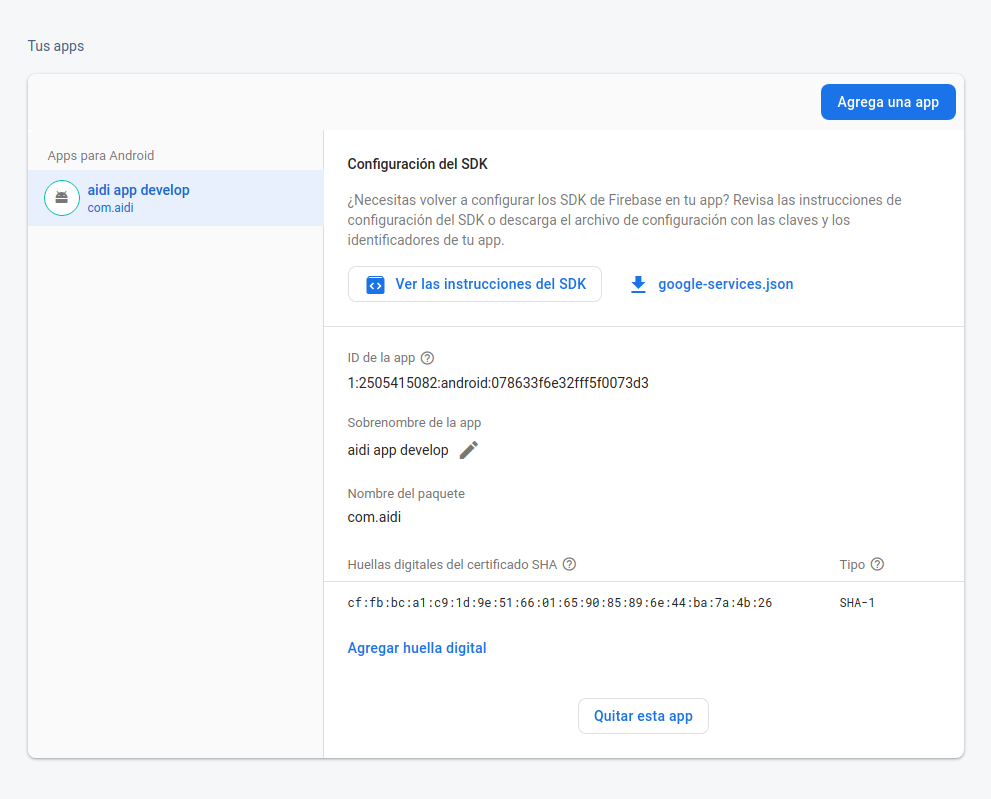 Tus apps
Agrega una app
Apps para Android
aidi app develop
com.aidi
Configuración del SDK
¿Necesitas volver a configurar los SDK de Firebase en tu app? Revisa las instrucciones de
configuración del SDK o descarga el archivo de configuración con las claves y los
identificadores de tu app.
Ver las instrucciones del SDK
google-services.json
ID de la app
1:2505415082:android:078633f6e32fff5f0073d3
Sobrenombre de la app
aidi app develop
Nombre del paquete
com.aidi
Huellas digitales del certificado SHA
Tipo
cf:fb:bc:a1:c9:1d:9e:51:66:01:65:90:85:89:6e:44:ba:7a:4b:26
SHA-1
Agregar huella digital
Quitar esta app